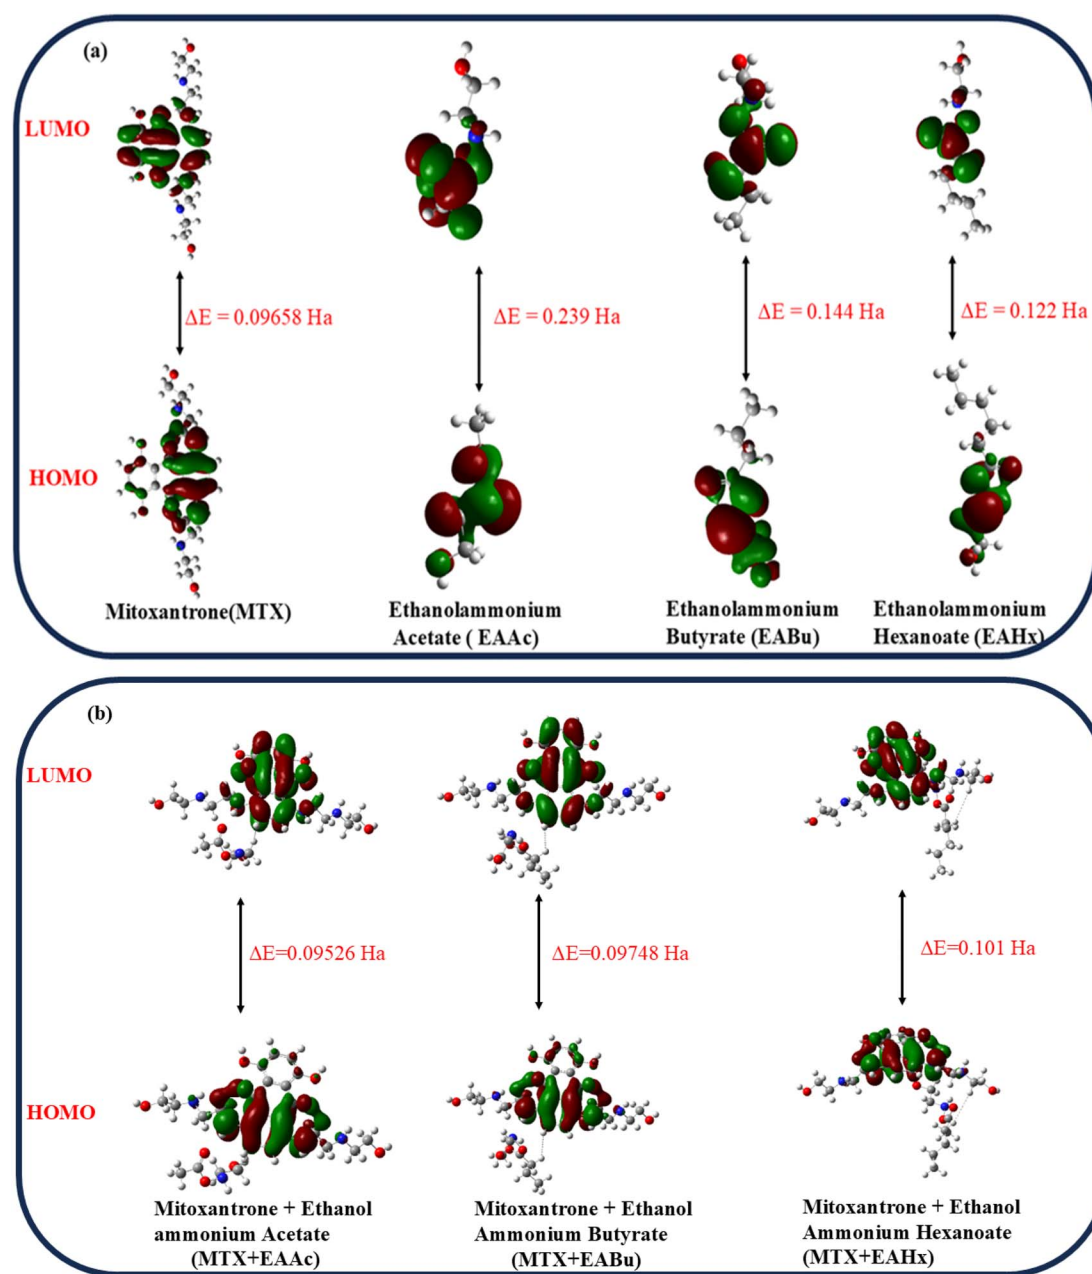 (a)
LUMO
ΔE = 0.09658 Ha
ΔE = 0.239 Ha
ΔE = 0.144 Ha
ΔE = 0.122 Ha
HOMO
Mitoxantrone(MTX)
Ethanolammonium
Acetate ( EAAc)
Ethanolammonium
Butyrate (EABu)
Ethanolammonium
Hexanoate (EAHx)
(b)
LUMO
ΔE=0.09526 Ha
ΔE=0.09748 Ha
ΔE=0.101 Ha
HOMO
Mitoxantrone + Ethanol
ammonium Acetate
(MTX+EAAc)
Mitoxantrone + Ethanol
Ammonium Butyrate
(MTX+EABu)
Mitoxantrone + Ethanol
Ammonium Hexanoate
(MTX+EAHx)